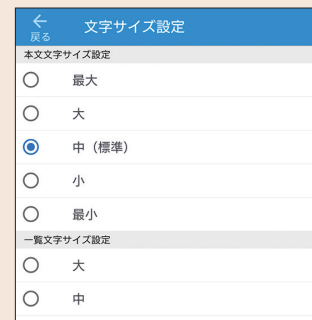 文字サイズ設定
戻る
本文文字サイズ設定
最大
大
中（標準）
小
最小
一覧文字サイズ設定
大
中